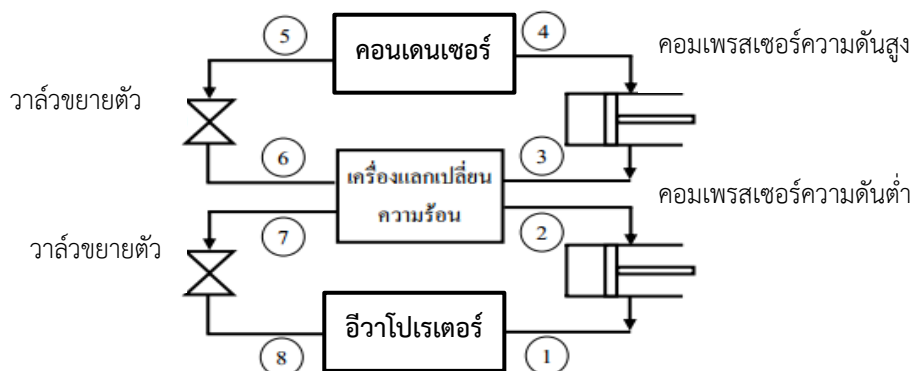 5
คอนเดนเซอร์
4
คอมเพรสเซอร์ความดันสูง
วาล์วขยายตัว
6
เครื่องแลกเปลี่ยน
ความร้อน
3
คอมเพรสเซอร์ความดันต่ำ
7
2
วาล์วขยายตัว
อีวาโปเรเตอร์
8
1